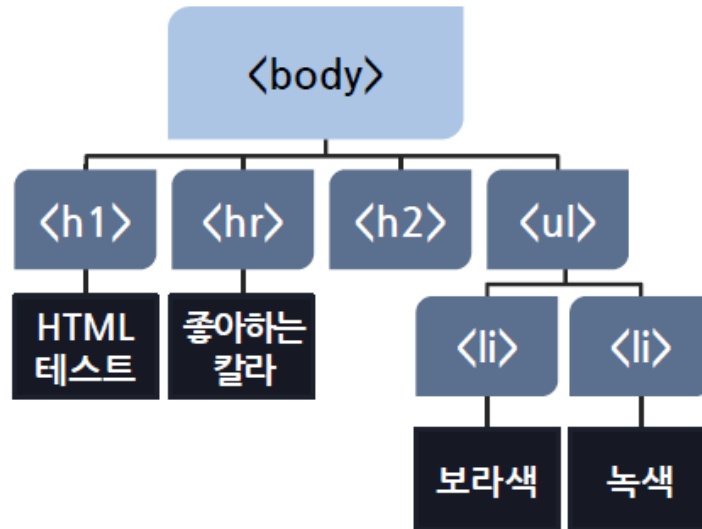 <body>
<h1>
<hr>
<h2>
<ul>
HTML
테스트
좋아하는
칼라
<li>
<li>
보라색
녹색